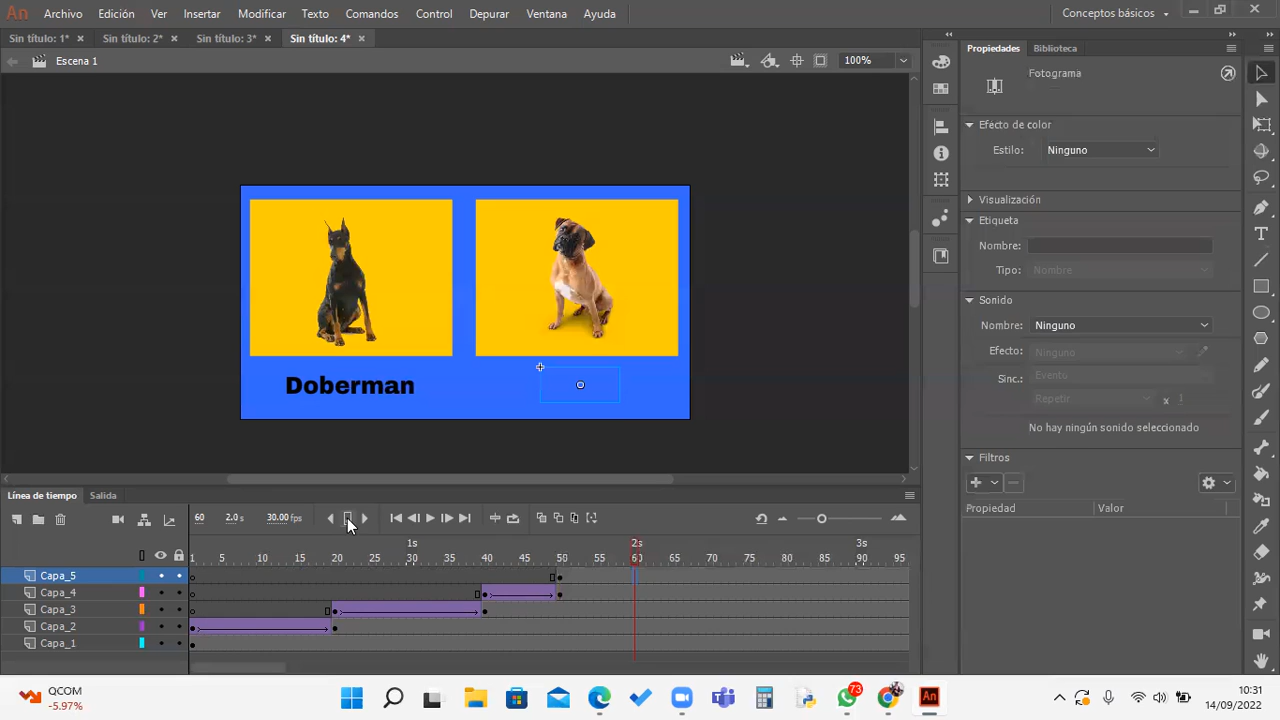 An Archivo Edición Ver Insertar Modificar Texto Comandos Control Depurar Ventana Ayuda Conceptos básicos
Sin título: 1* Sin título: 2* Sin título: 3* Sin título: 4*
Escena 1 100%
Propiedades Biblioteca
Fotograma
Efecto de color
Estilo: Ninguno
Visualización
Etiqueta
Nombre:
Tipo: Nombre
Sonido
Nombre: Ninguno
Efecto: Ninguno
Sinc.: Evento
Repetir x 1
No hay ningún sonido seleccionado
Filtros
Propiedad Valor
Doberman
Línea de tiempo Salida
60 2.0 s 30.00 fps
1s 2s 3s
1 5 10 15 20 25 30 35 40 45 50 55 60 65 70 75 80 85 90 95
Capa_5
Capa_4
Capa_3
Capa_2
Capa_1
QCOM
-5.97%
73
An
10:31
14/09/2022